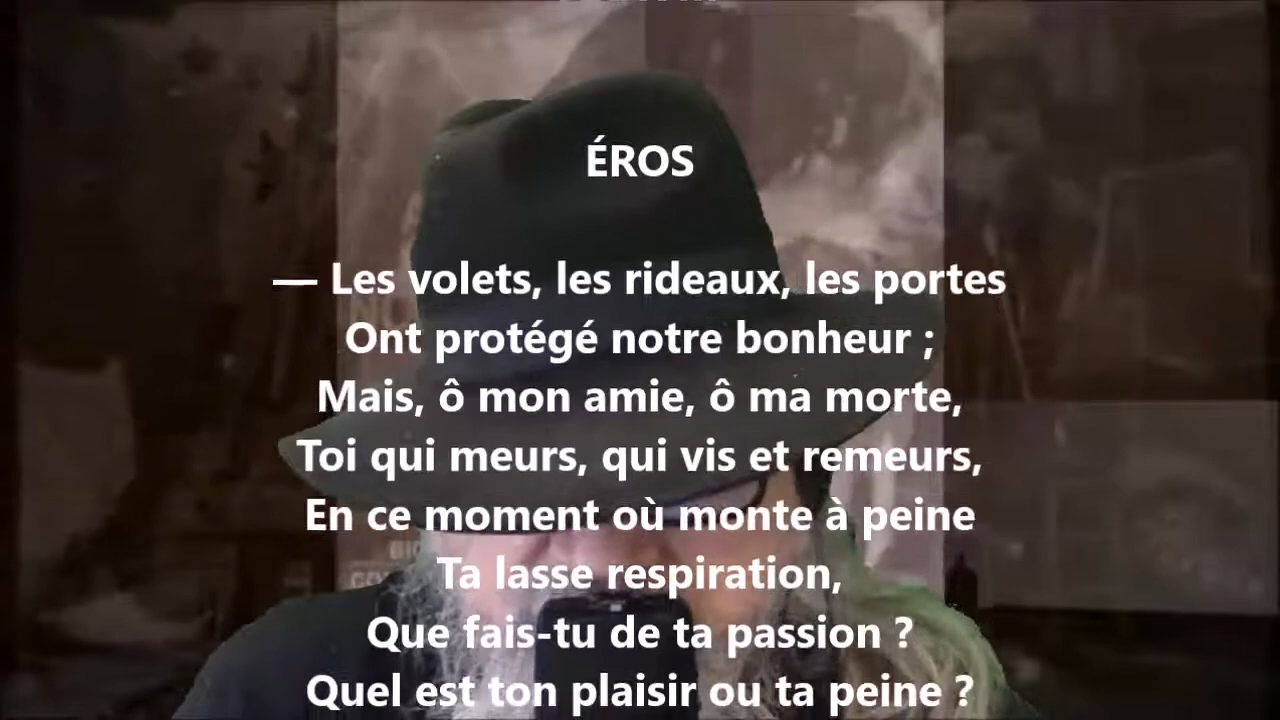 ÉROS
— Les volets, les rideaux, les portes
Ont protégé notre bonheur ;
Mais, ô mon amie, ô ma morte,
Toi qui meurs, qui vis et remeurs,
En ce moment où monte à peine
Ta lasse respiration,
Que fais-tu de ta passion ?
Quel est ton plaisir ou ta peine ?